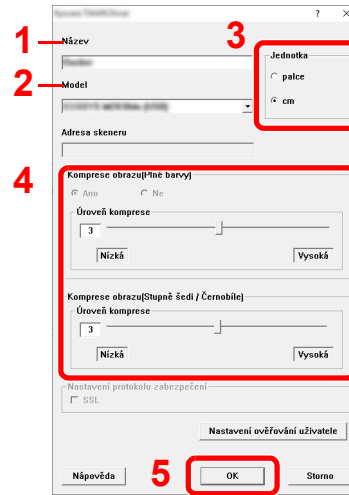 ? ×
1 Název
3 Jednotka
palce
cm
2 Model
Adresa skeneru
4 Komprese obrazu(Plné barvy)
Ano Ne
Úroveň komprese
3
Nízká Vysoká
Komprese obrazu(Stupně šedi / Černobíle)
Úroveň komprese
3
Nízká Vysoká
Nastavení protokolu zabezpečení
SSL
Nastavení ověřování uživatele
Nápověda 5 OK Storno